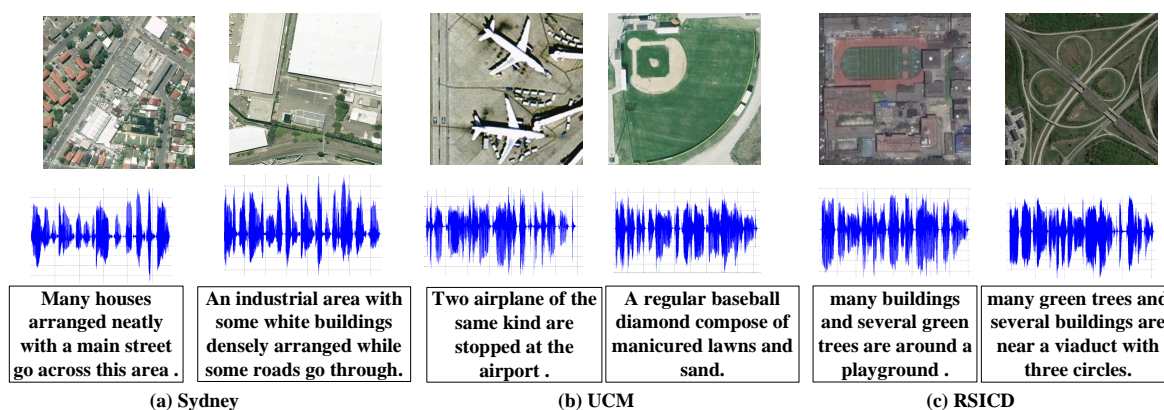 Many houses
arranged neatly
with a main street
go across this area .
An industrial area with
some white buildings
densely arranged while
some roads go through.
Two airplane of the
same kind are
stopped at the
airport .
A regular baseball
diamond compose of
manicured lawns and
sand.
many buildings
and several green
trees are around a
playground .
many green trees and
several buildings are
near a viaduct with
three circles.
(a) Sydney
(b) UCM
(c) RSICD